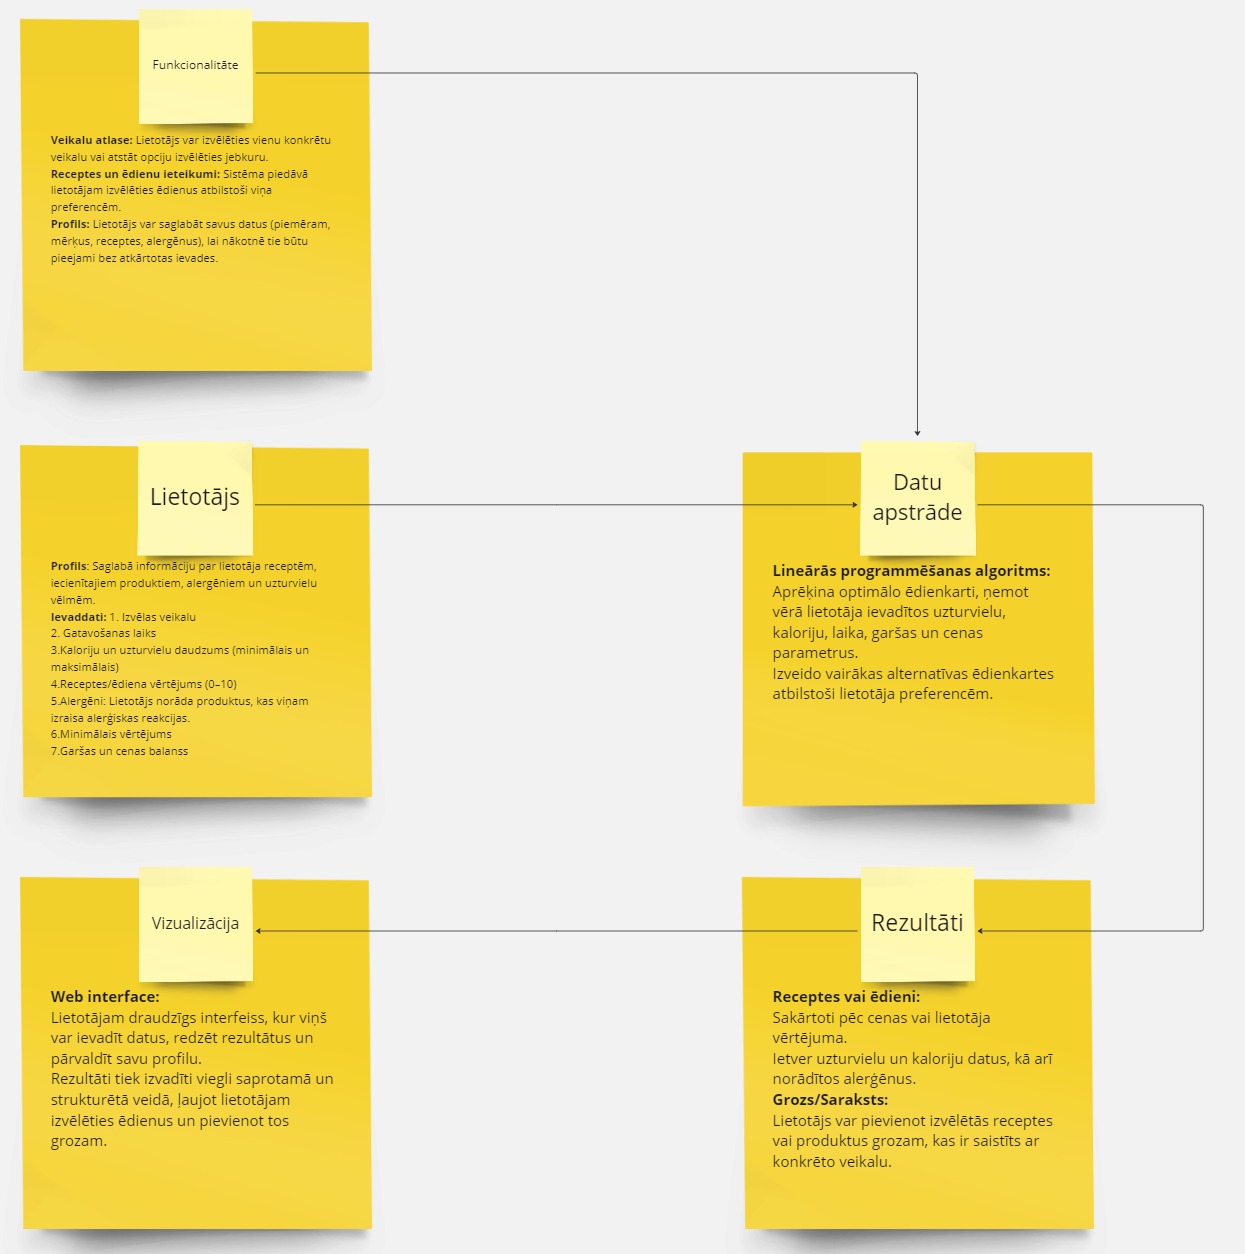 Funkcionalitāte
Veikalu atlase: Lietotājs var izvēlēties vienu konkrētu
veikalu vai atstāt opciju izvēlēties jebkuru.
Receptes un ēdienu ieteikumi: Sistēma piedāvā
lietotājam izvēlēties ēdienus atbilstoši viņa
preferencēm.
Profils: Lietotājs var saglabāt savus datus (piemēram,
mērķus, receptes, alergēnus), lai nākotnē tie būtu
pieejami bez atkārtotas ievades.
Lietotājs
Profils: Saglabā informāciju par lietotāja receptēm,
iecienītajiem produktiem, alergēniem un uzturvielu
vēlmēm.
Ievaddati: 1. Izvēlas veikalu
2. Gatavošanas laiks
3.Kaloriju un uzturvielu daudzums (minimālais un
maksimālais)
4.Receptes/ēdiena vērtējums (0–10)
5.Alergēni: Lietotājs norāda produktus, kas viņam
izraisa alerģiskas reakcijas.
6.Minimālais vērtējums
7.Garšas un cenas balanss
Datu
apstrāde
Lineārās programmēšanas algoritms:
Aprēķina optimālo ēdienkarti, ņemot
vērā lietotāja ievadītos uzturvielu,
kaloriju, laika, garšas un cenas
parametrus.
Izveido vairākas alternatīvas ēdienkartes
atbilstoši lietotāja preferencēm.
Vizualizācija
Web interface:
Lietotājam draudzīgs interfeiss, kur viņš
var ievadīt datus, redzēt rezultātus un
pārvaldīt savu profilu.
Rezultāti tiek izvadīti viegli saprotamā un
strukturētā veidā, ļaujot lietotājam
izvēlēties ēdienus un pievienot tos
grozam.
Rezultāti
Receptes vai ēdieni:
Sakārtoti pēc cenas vai lietotāja
vērtējuma.
Ietver uzturvielu un kaloriju datus, kā arī
norādītos alerģēnus.
Grozs/Saraksts:
Lietotājs var pievienot izvēlētās receptes
vai produktus grozam, kas ir saistīts ar
konkrēto veikalu.